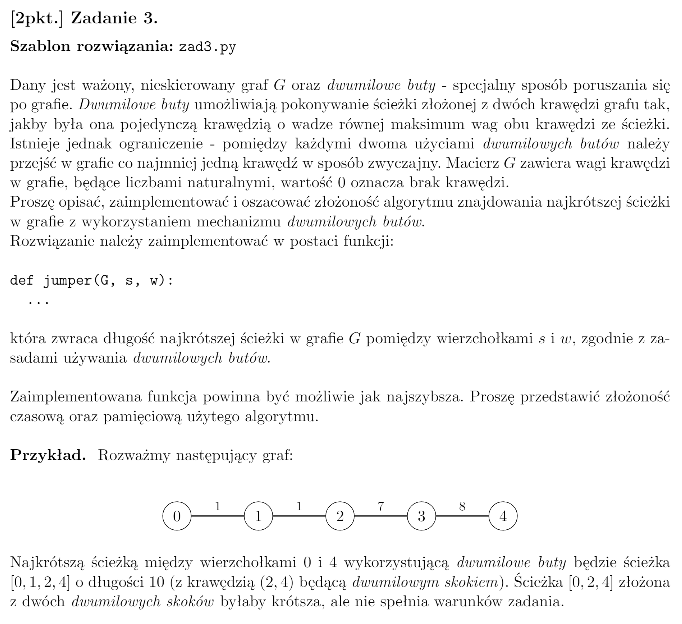 [2pkt.] Zadanie 3.
Szablon rozwiązania: zad3.py
Dany jest ważony, nieskierowany graf G oraz dwumilowe buty - specjalny sposób poruszania się
po grafie. Dwumilowe buty umożliwiają pokonywanie ścieżki złożonej z dwóch krawędzi grafu tak,
jakby była ona pojedynczą krawędzią o wadze równej maksimum wag obu krawędzi ze ścieżki.
Istnieje jednak ograniczenie - pomiędzy każdymi dwoma użyciami dwumilowych butów należy
przejść w grafie co najmniej jedną krawędź w sposób zwyczajny. Macierz G zawiera wagi krawędzi
w grafie, będące liczbami naturalnymi, wartość 0 oznacza brak krawędzi.
Proszę opisać, zaimplementować i oszacować złożoność algorytmu znajdowania najkrótszej ścieżki
w grafie z wykorzystaniem mechanizmu dwumilowych butów.
Rozwiązanie należy zaimplementować w postaci funkcji:
def jumper(G, s, w):
...
która zwraca długość najkrótszej ścieżki w grafie G pomiędzy wierzchołkami s i w, zgodnie z za-
sadami używania dwumilowych butów.
Zaimplementowana funkcja powinna być możliwie jak najszybsza. Proszę przedstawić złożoność
czasową oraz pamięciową użytego algorytmu.
Przykład. Rozważmy następujący graf:
1 1 7 8
0 1 2 3 4
Najkrótszą ścieżką między wierzchołkami 0 i 4 wykorzystującą dwumilowe buty będzie ścieżka
[0, 1, 2, 4] o długości 10 (z krawędzią (2, 4) będącą dwumilowym skokiem). Ścieżka [0, 2, 4] złożona
z dwóch dwumilowych skoków byłaby krótsza, ale nie spełnia warunków zadania.